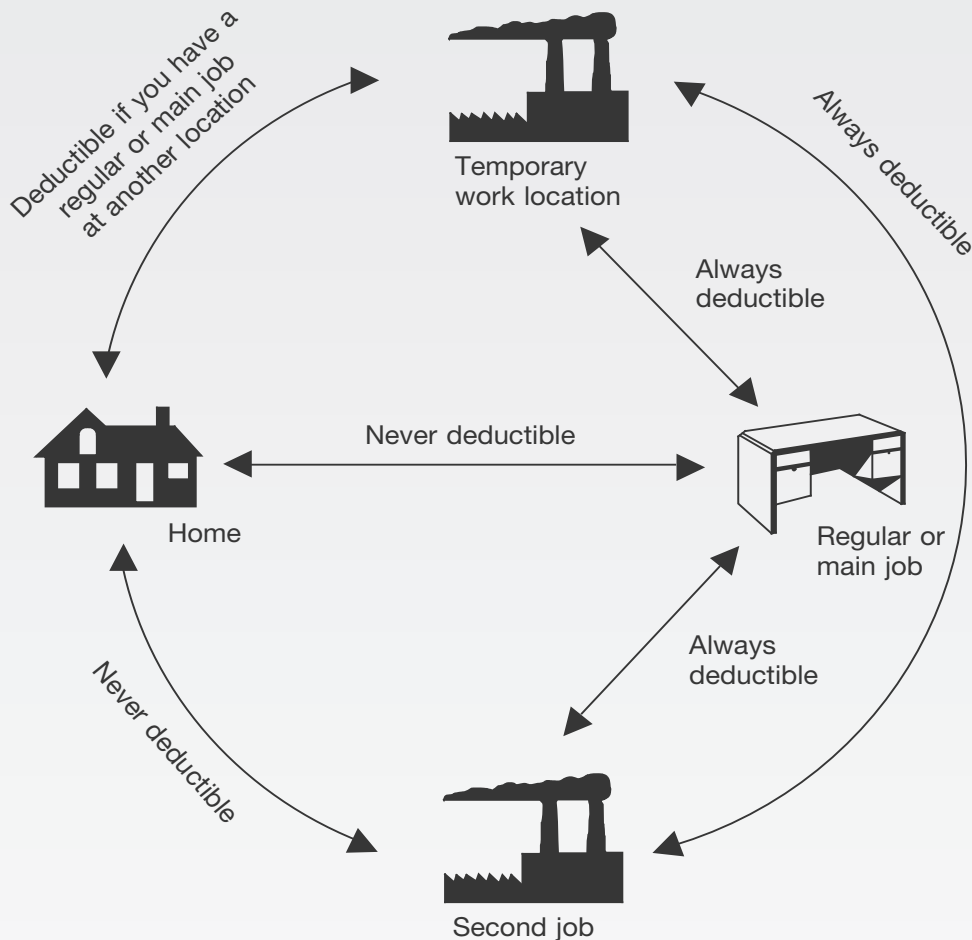 Deductible if you have a
regular or main job
at another location
Temporary
work location
Always deductible
Always
deductible
Never deductible
Home
Regular or
main job
Always
deductible
Never deductible
Second job